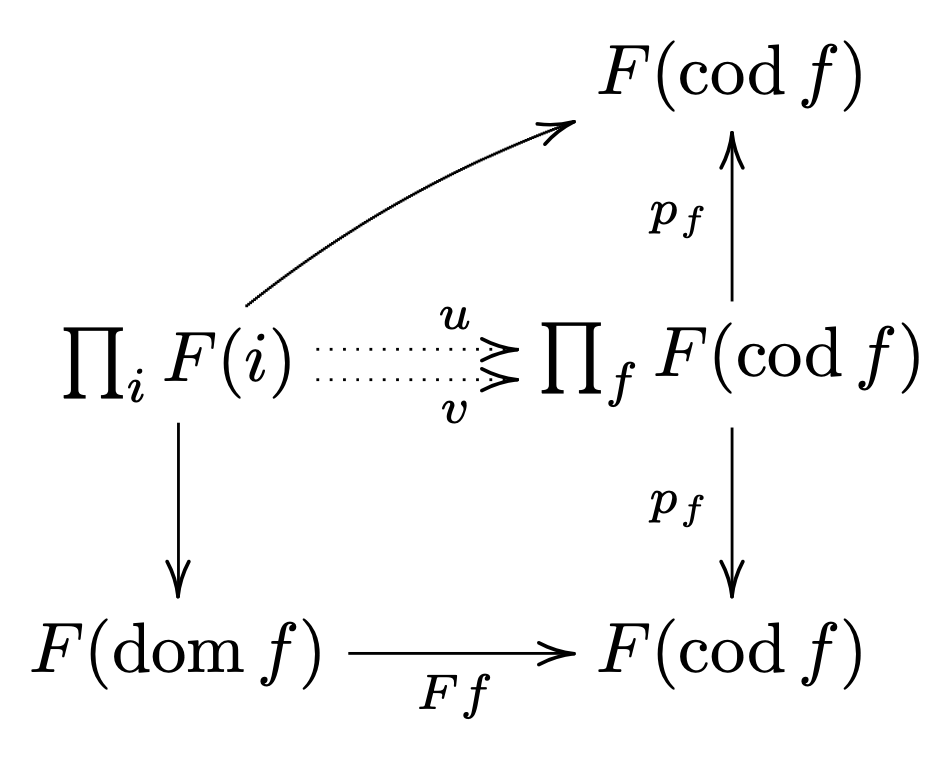 F(cod f)
p_f
u
∏_i F(i) ∏_f F(cod f)
v
p_f
F(dom f) F(cod f)
Ff